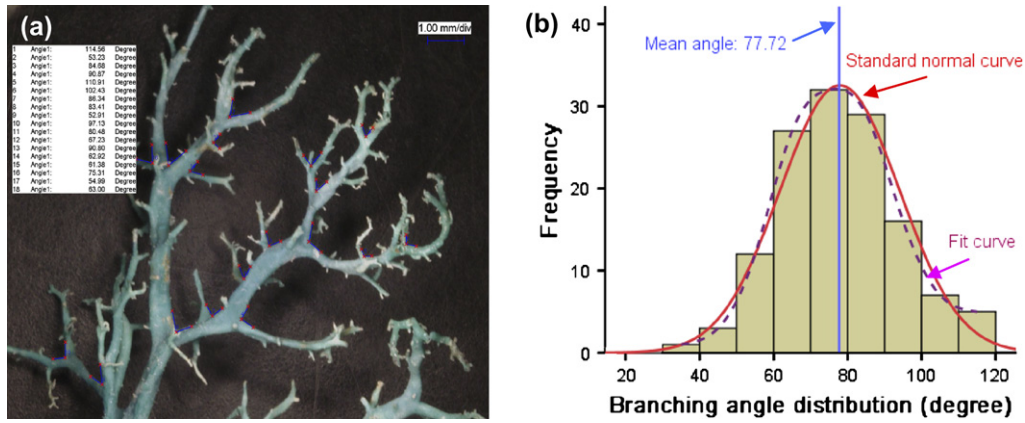 (a)
1.00 mm/div
1 Angle1: 114.56 Degree
2 Angle1: 53.23 Degree
3 Angle1: 84.68 Degree
4 Angle1: 90.87 Degree
5 Angle1: 110.91 Degree
6 Angle1: 102.43 Degree
7 Angle1: 86.34 Degree
8 Angle1: 83.41 Degree
9 Angle1: 52.91 Degree
10 Angle1: 97.13 Degree
11 Angle1: 80.48 Degree
12 Angle1: 67.23 Degree
13 Angle1: 90.80 Degree
14 Angle1: 62.92 Degree
15 Angle1: 61.38 Degree
16 Angle1: 75.31 Degree
17 Angle1: 54.99 Degree
18 Angle1: 63.00 Degree
(b)
Mean angle: 77.72
Standard normal curve
Fit curve
Frequency
40
30
20
10
0
20 40 60 80 100 120
Branching angle distribution (degree)